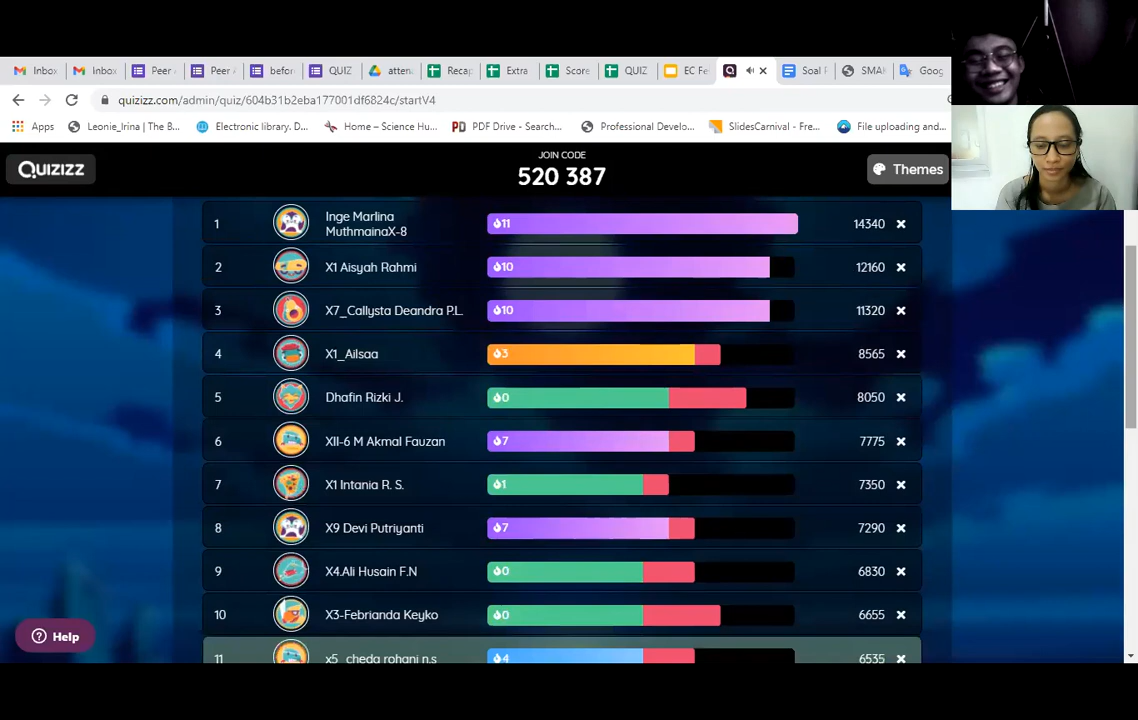 Inbo
Inbox
Peer
Peer
befor
QUIZ
atten
Recap
Extra
Score
QUIZ
EC Fe
Soal
SMA
Goog
quizizz.com/admin/quiz/604b31b2eba177001df6824c/startV4
Apps
Leonie_Irina | The B...
Electronic library. D...
Home – Science Hu...
PDF Drive - Search...
Professional Develo...
SlidesCarnival - Fre...
File uploading and...
Quizizz
JOIN CODE
520 387
Themes
1 Inge Marlina 11 14340
MuthmainaX-8
2 X1 Aisyah Rahmi 10 12160
3 X7_Callysta Deandra P.L. 10 11320
4 X1_Ailsaa 3 8565
5 Dhafin Rizki J. 0 8050
6 XII-6 M Akmal Fauzan 7 7775
7 X1 Intania R. S. 1 7350
8 X9 Devi Putriyanti 7 7290
9 X4.Ali Husain F.N 0 6830
10 X3-Febrianda Keyko 0 6655
11 x5_cheda rohani n.s 4 6535
Help